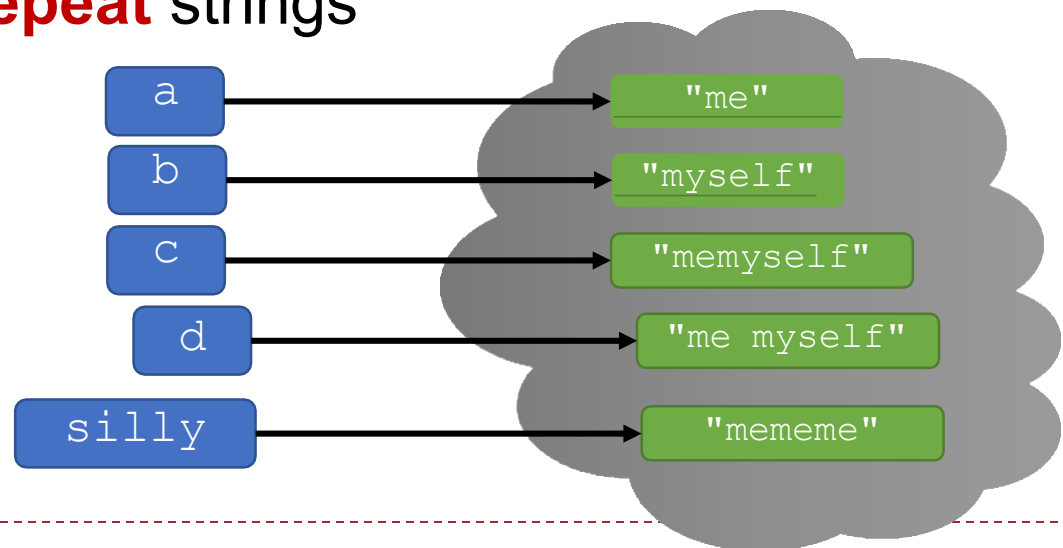 epeat strings
a "me"
b "myself"
c "memyself"
d "me myself"
silly "mememe"